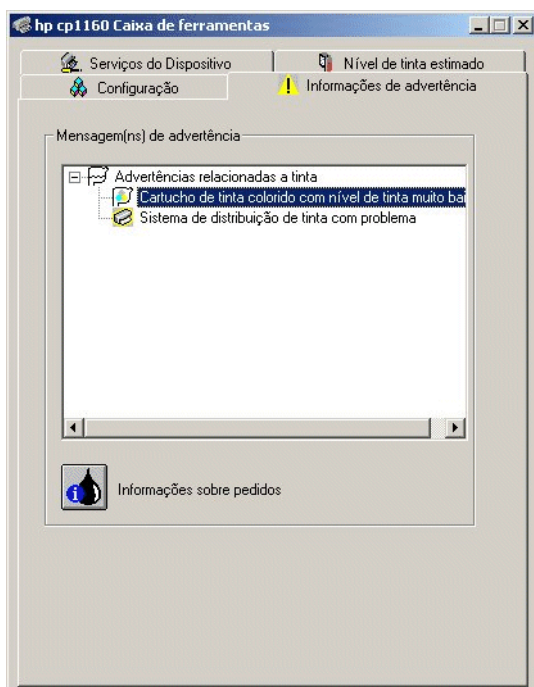 hp cp1160 Caixa de ferramentas
Serviços do Dispositivo
Nível de tinta estimado
Configuração
Informações de advertência
Mensagem(ns) de advertência
Advertências relacionadas a tinta
Cartucho de tinta colorido com nível de tinta muito bai
Sistema de distribuição de tinta com problema
Informações sobre pedidos